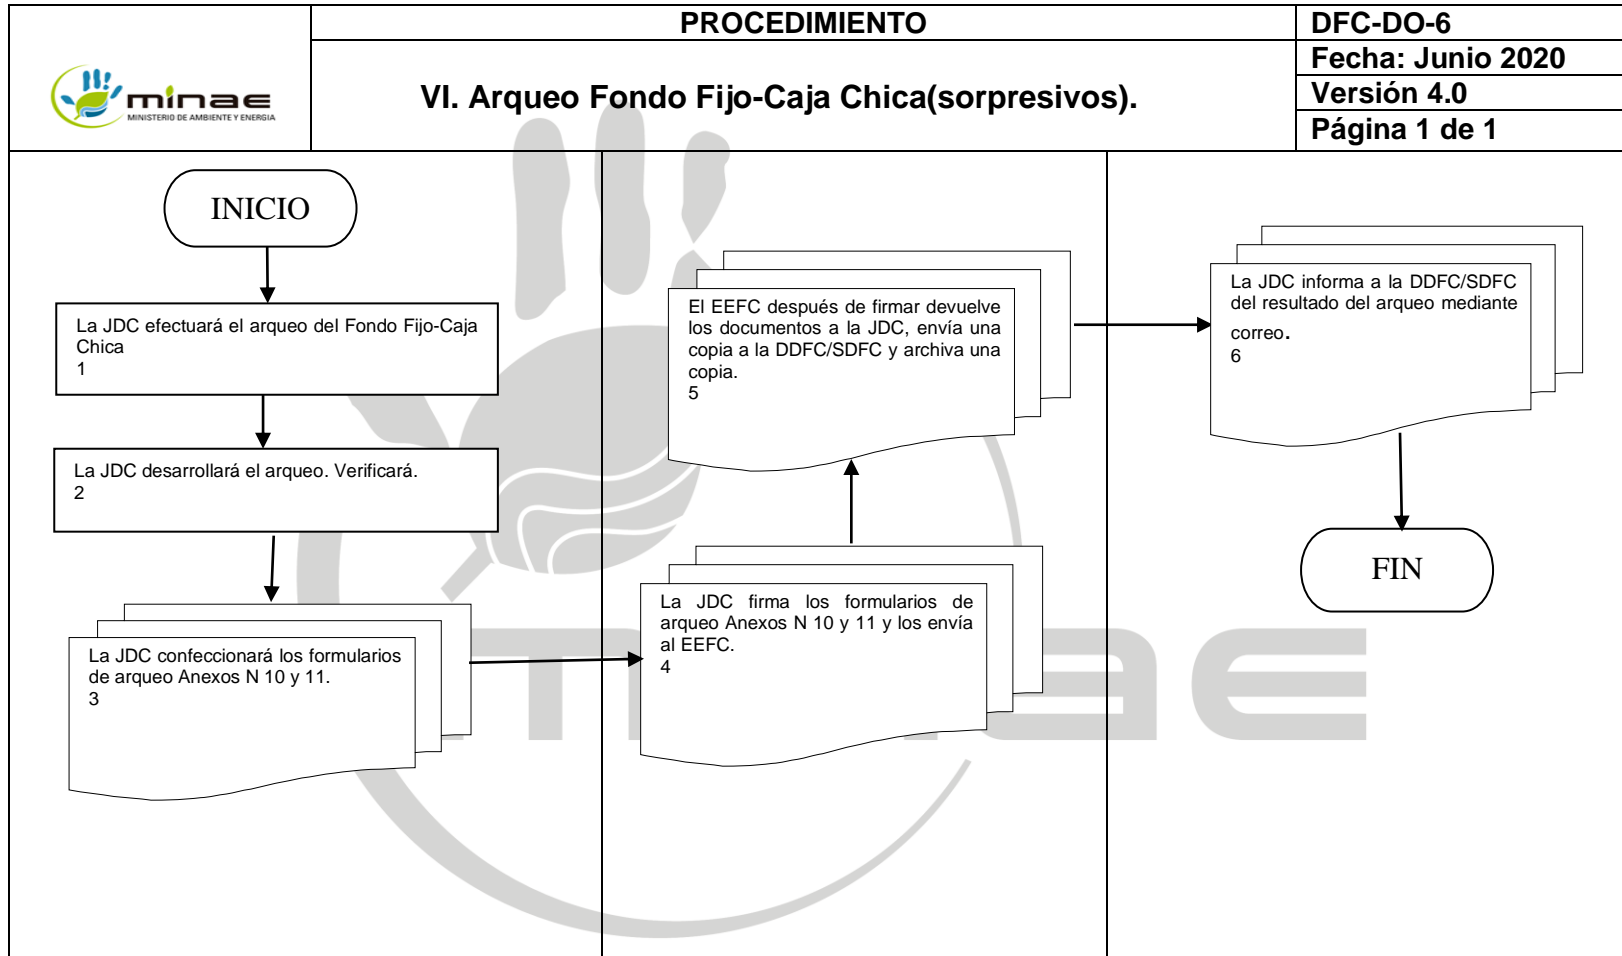 PROCEDIMIENTO
DFC-DO-6
Fecha: Junio 2020
Versión 4.0
Página 1 de 1
minae
MINISTERIO DE AMBIENTE Y ENERGIA
VI. Arqueo Fondo Fijo-Caja Chica(sorpresivos).
INICIO
La JDC efectuará el arqueo del Fondo Fijo-Caja
Chica
1
La JDC desarrollará el arqueo. Verificará.
2
La JDC confeccionará los formularios
de arqueo Anexos N 10 y 11.
3
La JDC firma los formularios de
arqueo Anexos N 10 y 11 y los envía
al EEFC.
4
El EEFC después de firmar devuelve
los documentos a la JDC, envía una
copia a la DDFC/SDFC y archiva una
copia.
5
La JDC informa a la DDFC/SDFC
del resultado del arqueo mediante
correo.
6
FIN